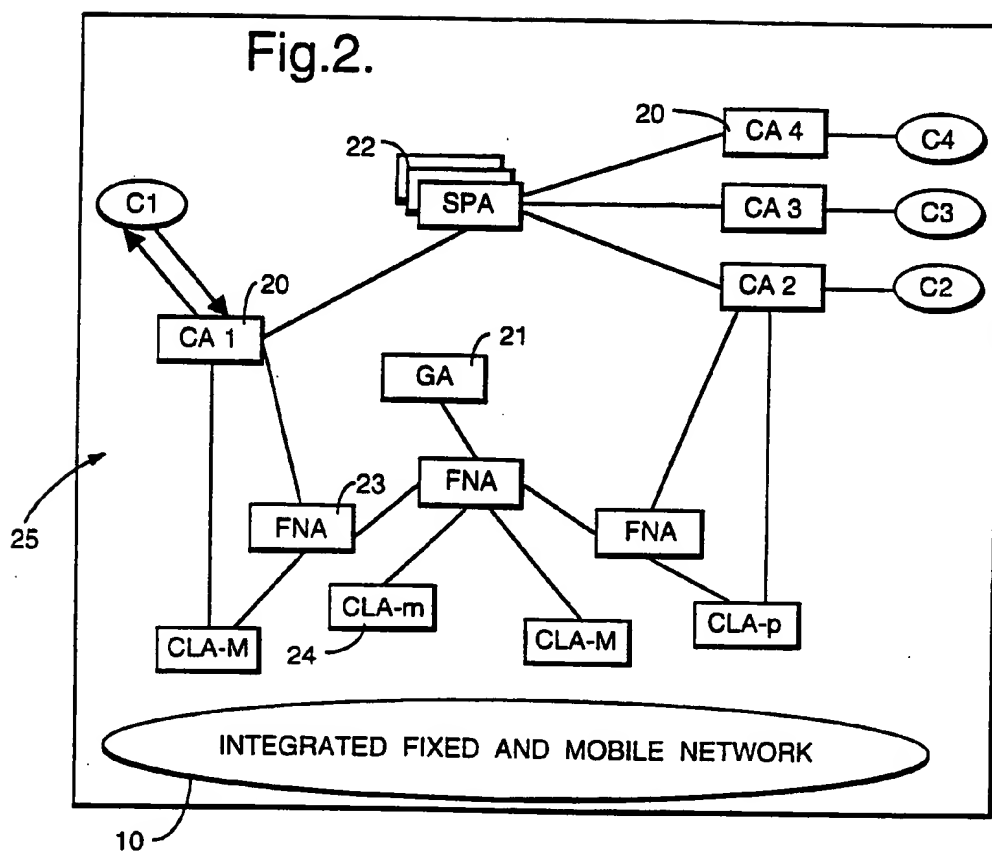 Fig.2.
20
CA 4
C4
22
SPA
CA 3
C3
C1
20
CA 2
C2
CA 1
21
GA
FNA
23
FNA
FNA
25
CLA-m
CLA-p
24
CLA-M
CLA-M
INTEGRATED FIXED AND MOBILE NETWORK
10